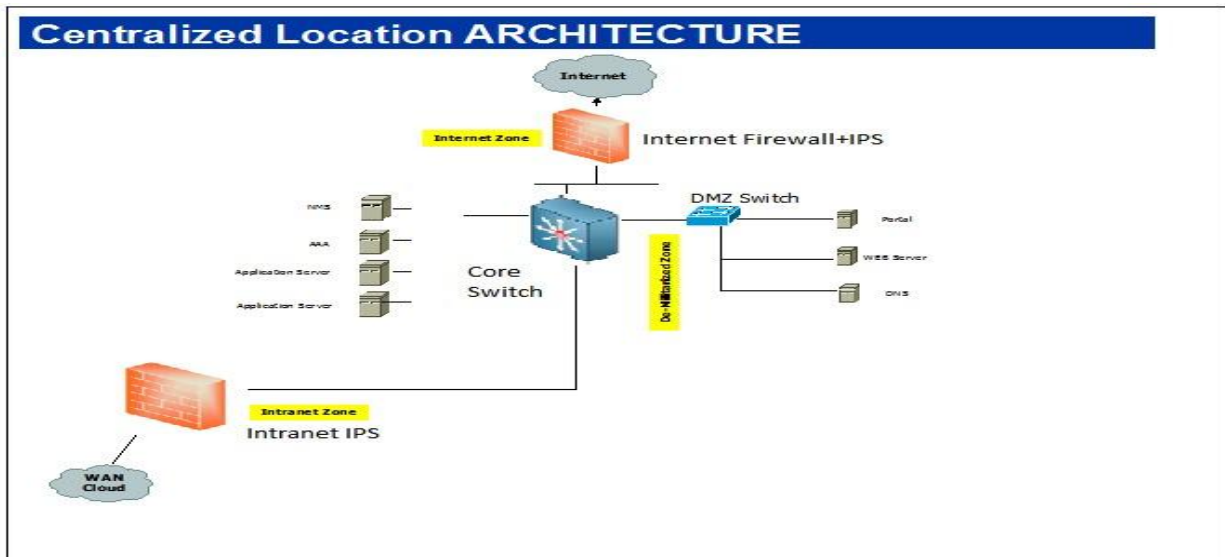 Centralized Location ARCHITECTURE
Internet
Internet Zone
Internet Firewall+IPS
NMS
AAA
Application Server
Application Server
Core
Switch
DMZ Switch
De-Militarized Zone
Portal
WEB Server
DNS
Intranet Zone
Intranet IPS
WAN
Cloud